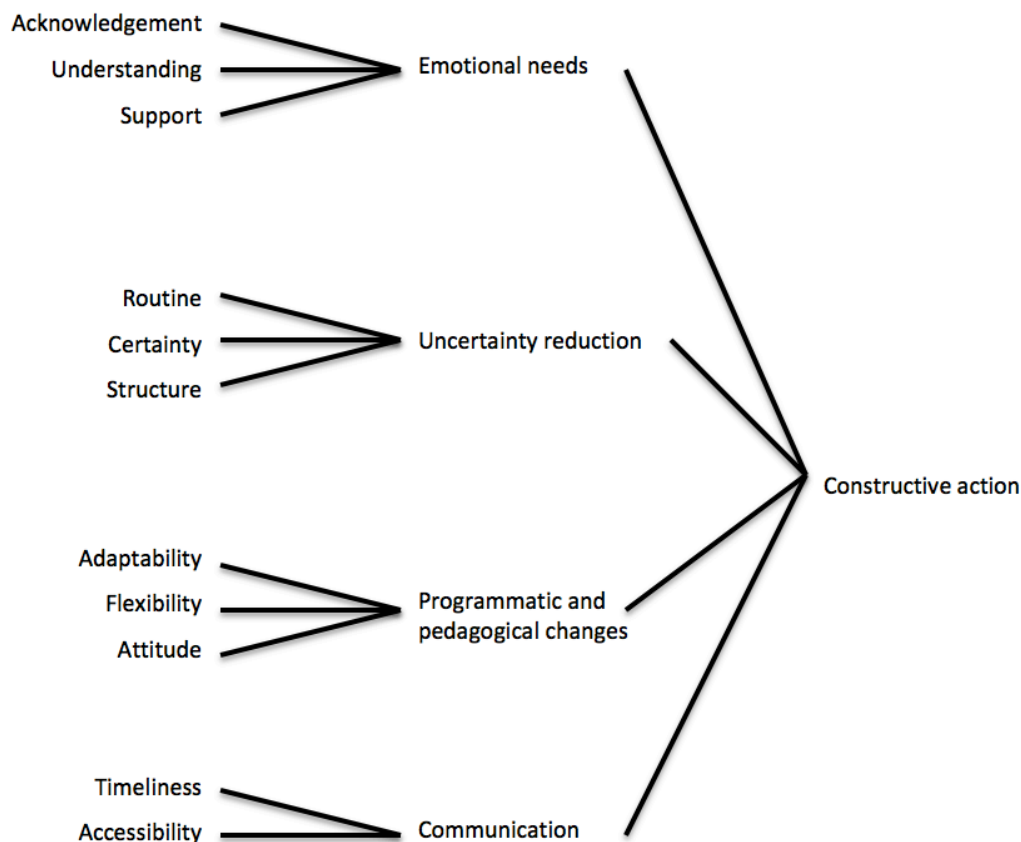 Acknowledgement
Understanding
Support
Emotional needs
Routine
Certainty
Structure
Uncertainty reduction
Constructive action
Adaptability
Flexibility
Attitude
Programmatic and
pedagogical changes
Timeliness
Accessibility
Communication